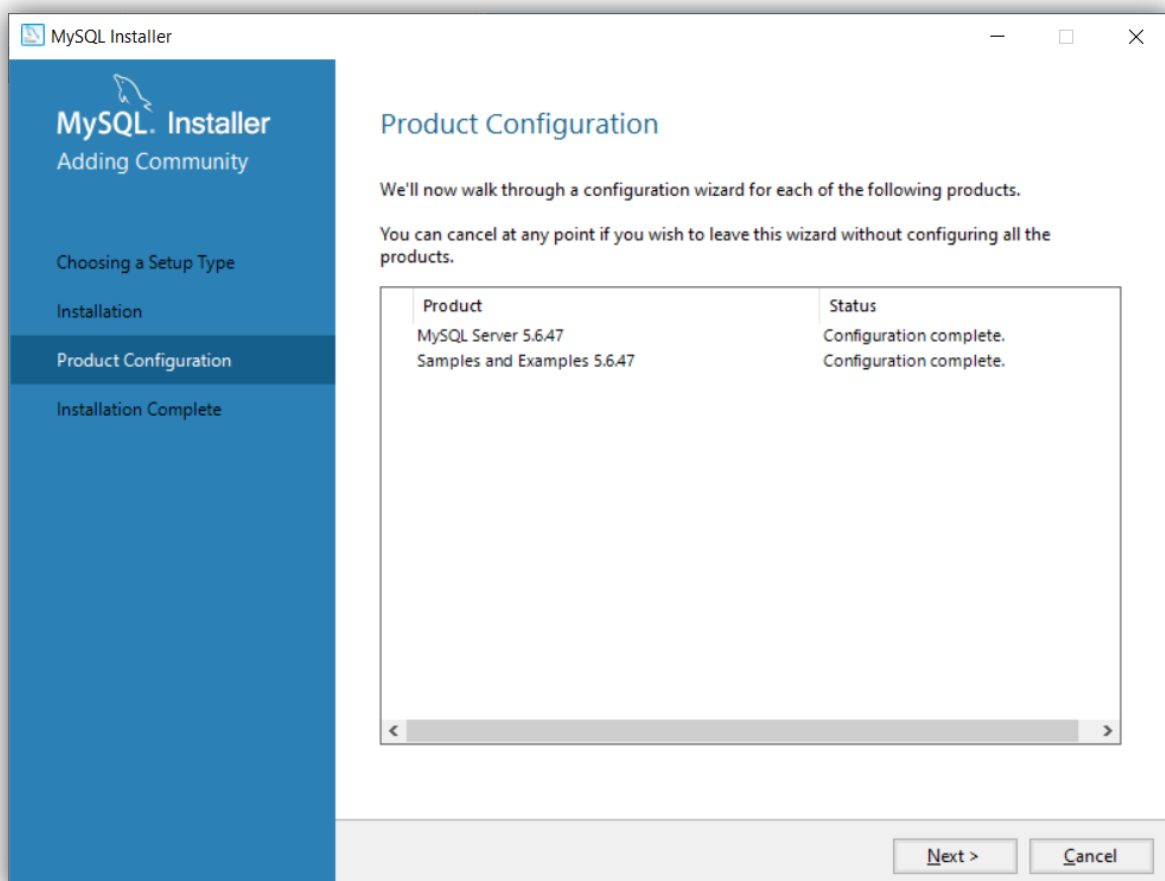 MySQL Installer
MySQL. Installer
Adding Community
Choosing a Setup Type
Installation
Product Configuration
Installation Complete
Product Configuration
We'll now walk through a configuration wizard for each of the following products.
You can cancel at any point if you wish to leave this wizard without configuring all the
products.
Product Status
MySQL Server 5.6.47 Configuration complete.
Samples and Examples 5.6.47 Configuration complete.
Next > Cancel